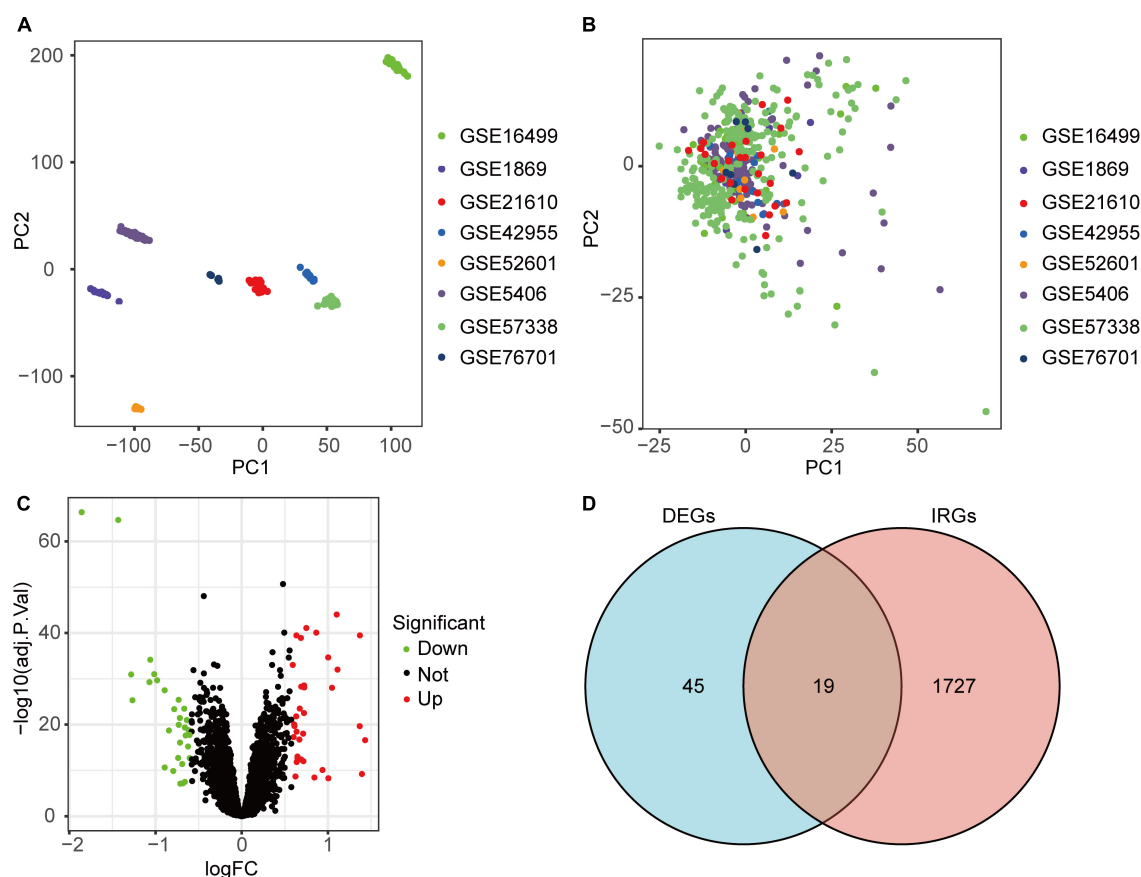 A
200
100
0
−100
PC2
−100
−50
0
50
100
PC1
GSE16499
GSE1869
GSE21610
GSE42955
GSE52601
GSE5406
GSE57338
GSE76701
B
0
−25
−50
PC2
−25
0
25
50
PC1
GSE16499
GSE1869
GSE21610
GSE42955
GSE52601
GSE5406
GSE57338
GSE76701
C
60
40
20
0
−log10(adj.P.Val)
−2
−1
0
1
logFC
Significant
Down
Not
Up
D
DEGs
IRGs
45
19
1727